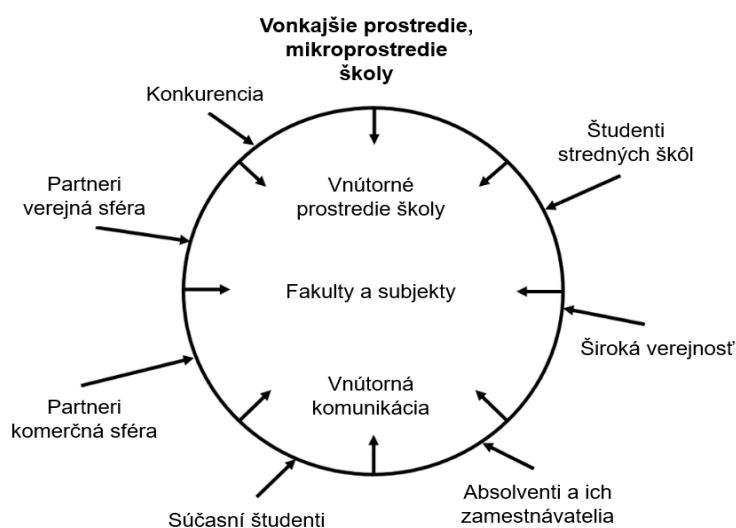 Vonkajšie prostredie,
mikroprostredie
školy
Konkurencia
Študenti
stredných škôl
Partneri
verejná sféra
Vnútorné
prostredie školy
Fakulty a subjekty
Široká verejnosť
Vnútorná
komunikácia
Partneri
komerčná sféra
Absolventi a ich
zamestnávatelia
Súčasní študenti